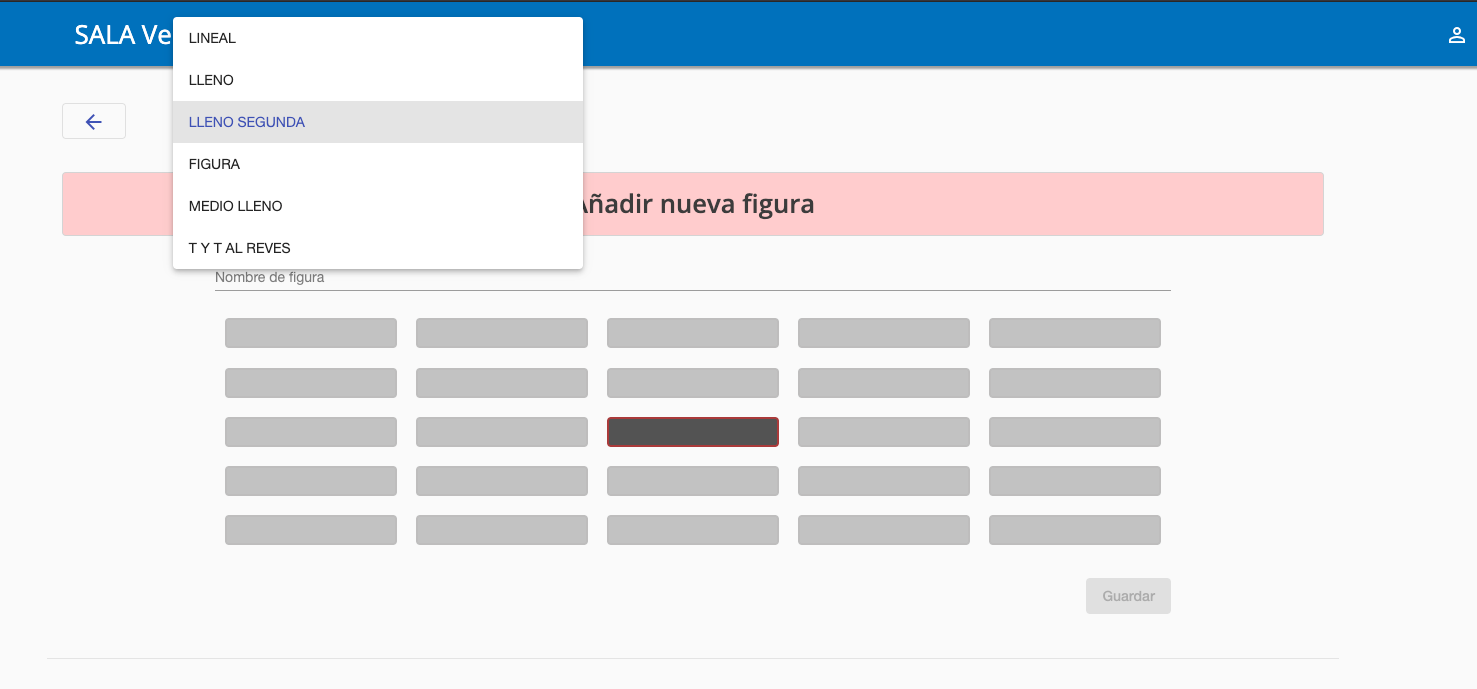 SALA Ve
LINEAL
LLENO
LLENO SEGUNDA
FIGURA
MEDIO LLENO
T Y T AL REVES
Añadir nueva figura
Nombre de figura
Guardar